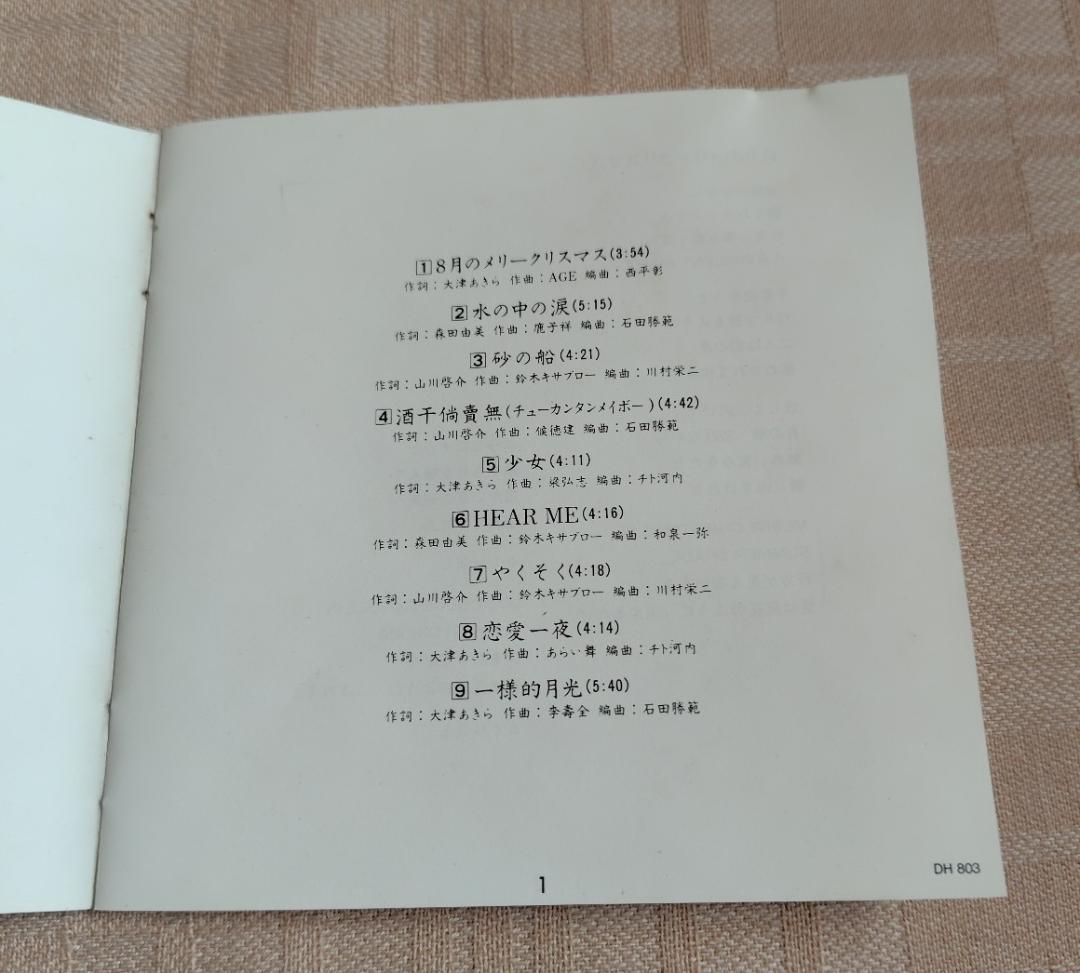 1 8月のメリークリスマス(3:54)
作詞:大津あきら 作曲:AGE 編曲:西平彰
2 水の中の涙(5:15)
作詞:森田由美 作曲:鹿子祥 編曲:石田勝範
3 砂の船(4:21)
作詞:山川啓介 作曲:鈴木キサブロー 編曲:川村栄二
4 酒干倘賣無(チューカンタンメイボー)(4:42)
作詞:山川啓介 作曲:候徳建 編曲:石田勝範
5 少女(4:11)
作詞:大津あきら 作曲:梁弘志 編曲:チト河内
6 HEAR ME(4:16)
作詞:森田由美 作曲:鈴木キサブロー 編曲:和泉一弥
7 やくそく(4:18)
作詞:山川啓介 作曲:鈴木キサブロー 編曲:川村栄二
8 恋愛一夜(4:14)
作詞:大津あきら 作曲:あらい舞 編曲:チト河内
9 一様的月光(5:40)
作詞:大津あきら 作曲:李壽全 編曲:石田勝範
DH 803
1